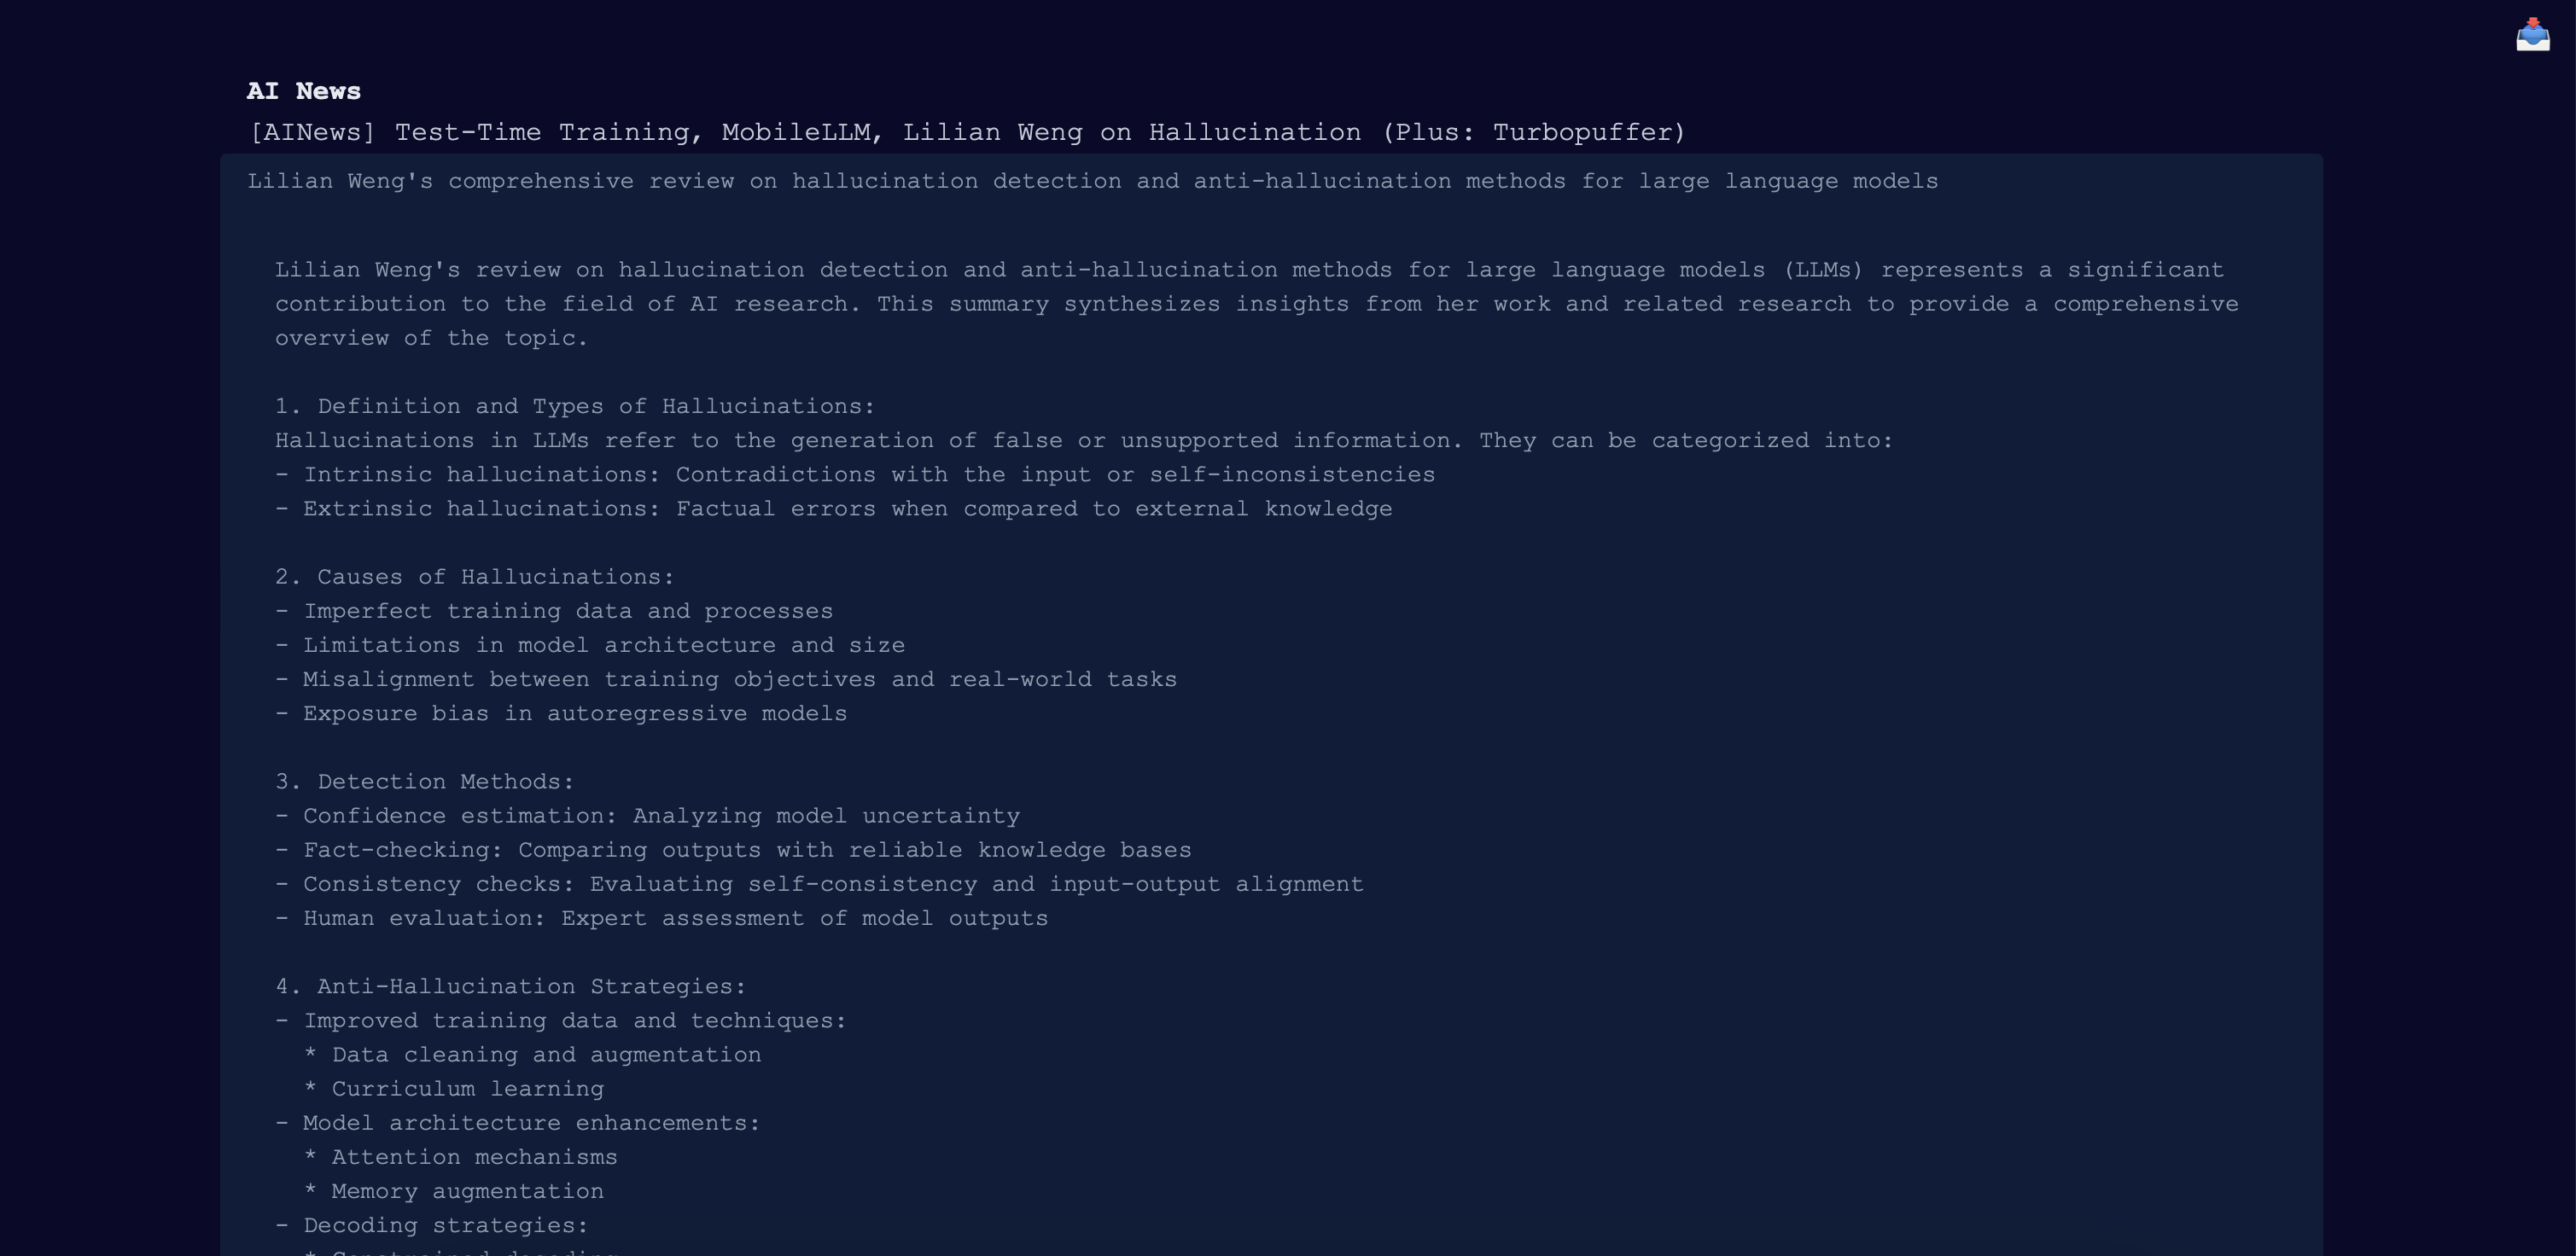 AI News
[AINews] Test-Time Training, MobileLLM, Lilian Weng on Hallucination (Plus: Turbopuffer)
Lilian Weng's comprehensive review on hallucination detection and anti-hallucination methods for large language models
Lilian Weng's review on hallucination detection and anti-hallucination methods for large language models (LLMs) represents a significant
contribution to the field of AI research. This summary synthesizes insights from her work and related research to provide a comprehensive
overview of the topic.
1. Definition and Types of Hallucinations:
Hallucinations in LLMs refer to the generation of false or unsupported information. They can be categorized into:
- Intrinsic hallucinations: Contradictions with the input or self-inconsistencies
- Extrinsic hallucinations: Factual errors when compared to external knowledge
2. Causes of Hallucinations:
- Imperfect training data and processes
- Limitations in model architecture and size
- Misalignment between training objectives and real-world tasks
- Exposure bias in autoregressive models
3. Detection Methods:
- Confidence estimation: Analyzing model uncertainty
- Fact-checking: Comparing outputs with reliable knowledge bases
- Consistency checks: Evaluating self-consistency and input-output alignment
- Human evaluation: Expert assessment of model outputs
4. Anti-Hallucination Strategies:
- Improved training data and techniques:
* Data cleaning and augmentation
* Curriculum learning
- Model architecture enhancements:
* Attention mechanisms
* Memory augmentation
- Decoding strategies: